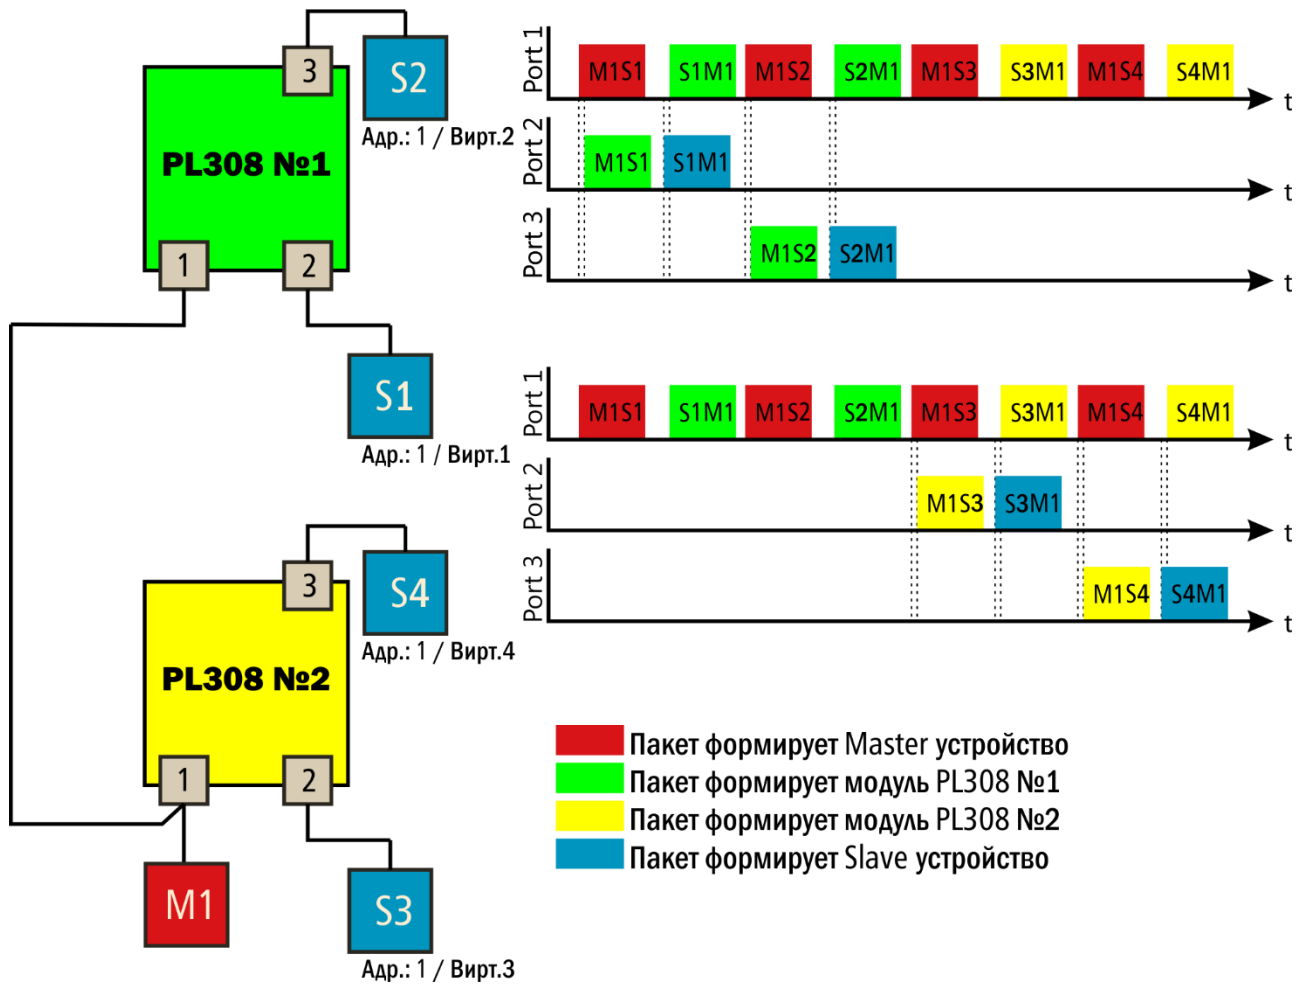 3
S2
Адр.: 1 / Вирт.2
PL308 №1
1
2
S1
Адр.: 1 / Вирт.1
3
S4
Адр.: 1 / Вирт.4
PL308 №2
1
2
M1
S3
Адр.: 1 / Вирт.3
Port 1
M1S1 S1M1 M1S2 S2M1 M1S3 S3M1 M1S4 S4M1
t
Port 2
M1S1 S1M1
t
Port 3
M1S2 S2M1
t
Port 1
M1S1 S1M1 M1S2 S2M1 M1S3 S3M1 M1S4 S4M1
t
Port 2
M1S3 S3M1
t
Port 3
M1S4 S4M1
t
Пакет формирует Master устройство
Пакет формирует модуль PL308 №1
Пакет формирует модуль PL308 №2
Пакет формирует Slave устройство